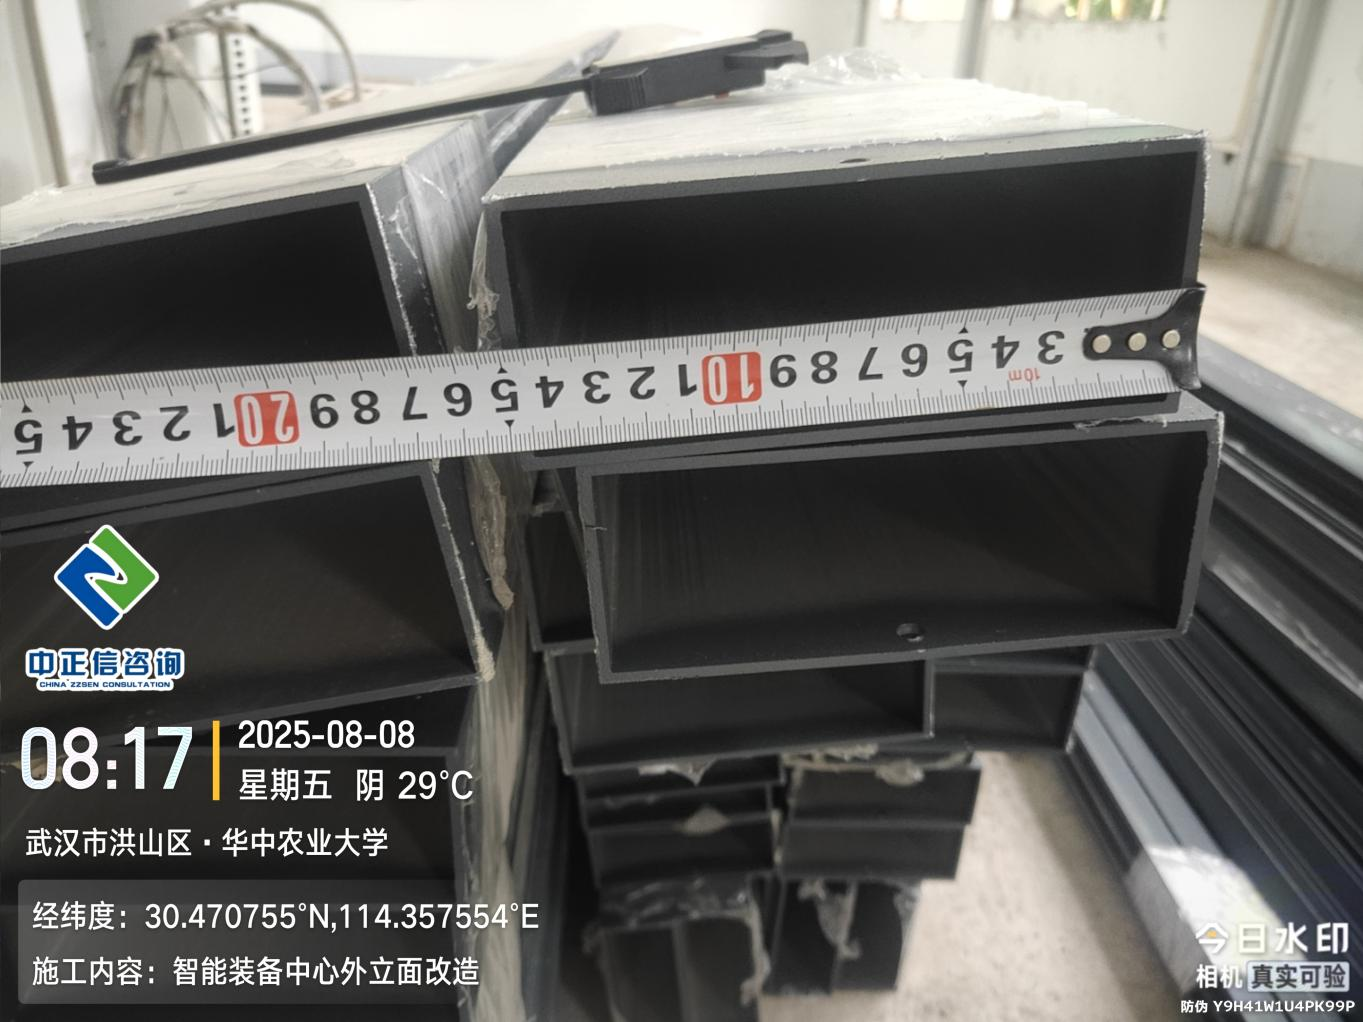 5 4 3 2 1 20 9 8 7 6 5 4 3 2 1 10 9 8 7 6 5 4 3
10m
中正信咨询
CHINA ZZSEN CONSULTATION
08:17
2025-08-08
星期五 阴 29°C
武汉市洪山区·华中农业大学
经纬度：30.470755°N,114.357554°E
施工内容：智能装备中心外立面改造
今日水印
相机 真实可验
防伪 Y9H41W1U4PK99P